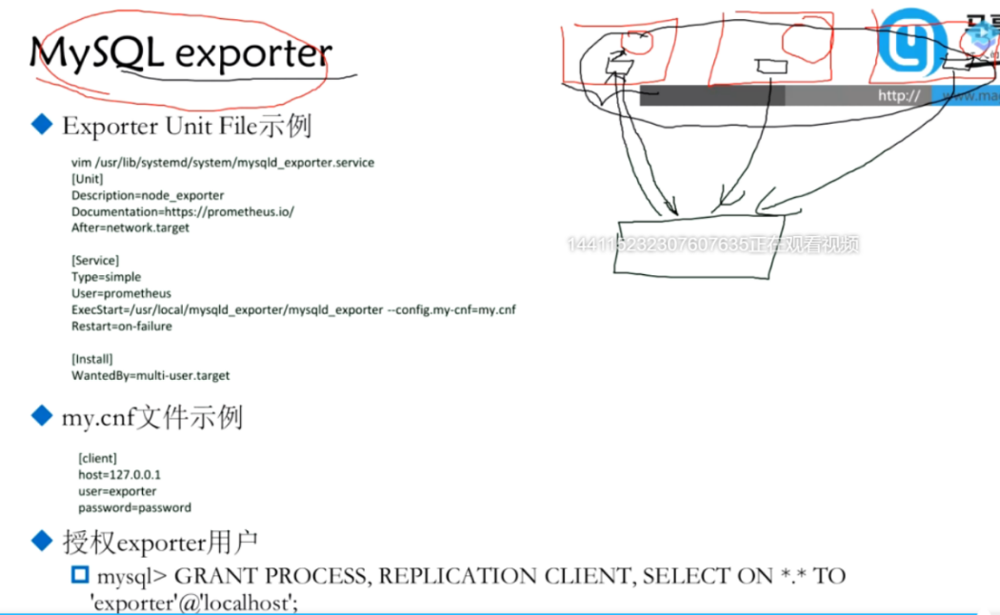 MySQL exporter
http://
www.ma
Exporter Unit File示例
vim /usr/lib/systemd/system/mysqld_exporter.service
[Unit]
Description=node_exporter
Documentation=https://prometheus.io/
After=network.target
[Service]
Type=simple
User=prometheus
ExecStart=/usr/local/mysqld_exporter/mysqld_exporter --config.my-cnf=my.cnf
Restart=on-failure
[Install]
WantedBy=multi-user.target
144115232307607635正在观看视频
my.cnf文件示例
[client]
host=127.0.0.1
user=exporter
password=password
授权exporter用户
mysql> GRANT PROCESS, REPLICATION CLIENT, SELECT ON *.* TO
'exporter'@'localhost';